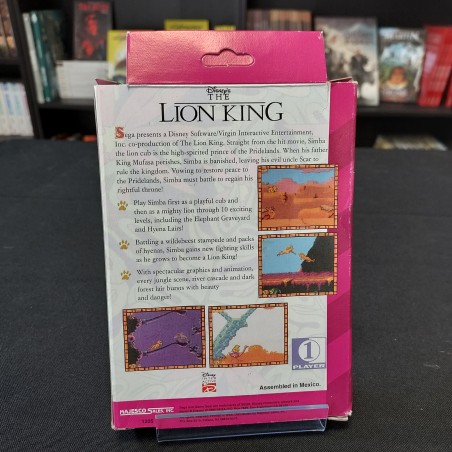 Disney's
THE
LION KING
Sega presents a Disney Software/Virgin Interactive Entertainment,
Inc. co-production of The Lion King. Straight from the hit movie, Simba
the lion cub is the high-sprited prince of the Pridelands. When his father
King Mufasa perishes, Simba is banished, leaving his evil uncle Scar to
rule the kingdom. Vowing to restore peace to
the Pridelands, Simba must battle to regain his
rightful throne!
Play Simba first as a playful cub and
then as a mighty lion through 10 exciting
levels, including the Elephant Graveyard
and Hyena Lair!
Battling a wildebeest stampede and packs
of hyenas, Simba gains new fighting skills
as he grows to become a Lion King!
With spectacular graphics and animation,
every jungle scene, river cascade and dark
forest lair bursts with beauty
and danger!
1
PLAYER
Disney
Assembled in Mexico.
MAJESCO SALES, INC.